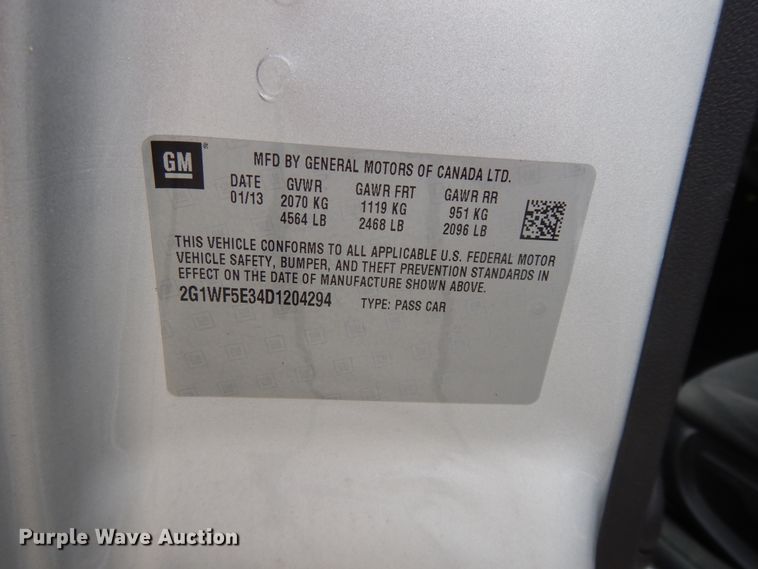 GM
MFD BY GENERAL MOTORS OF CANADA LTD.
DATE GVWR GAWR FRT GAWR RR
01/13 2070 KG 1119 KG 951 KG
4564 LB 2468 LB 2096 LB
THIS VEHICLE CONFORMS TO ALL APPLICABLE U.S. FEDERAL MOTOR
VEHICLE SAFETY, BUMPER, AND THEFT PREVENTION STANDARDS IN
EFFECT ON THE DATE OF MANUFACTURE SHOWN ABOVE.
2G1WF5E34D1204294 TYPE: PASS CAR
Purple Wave Auction